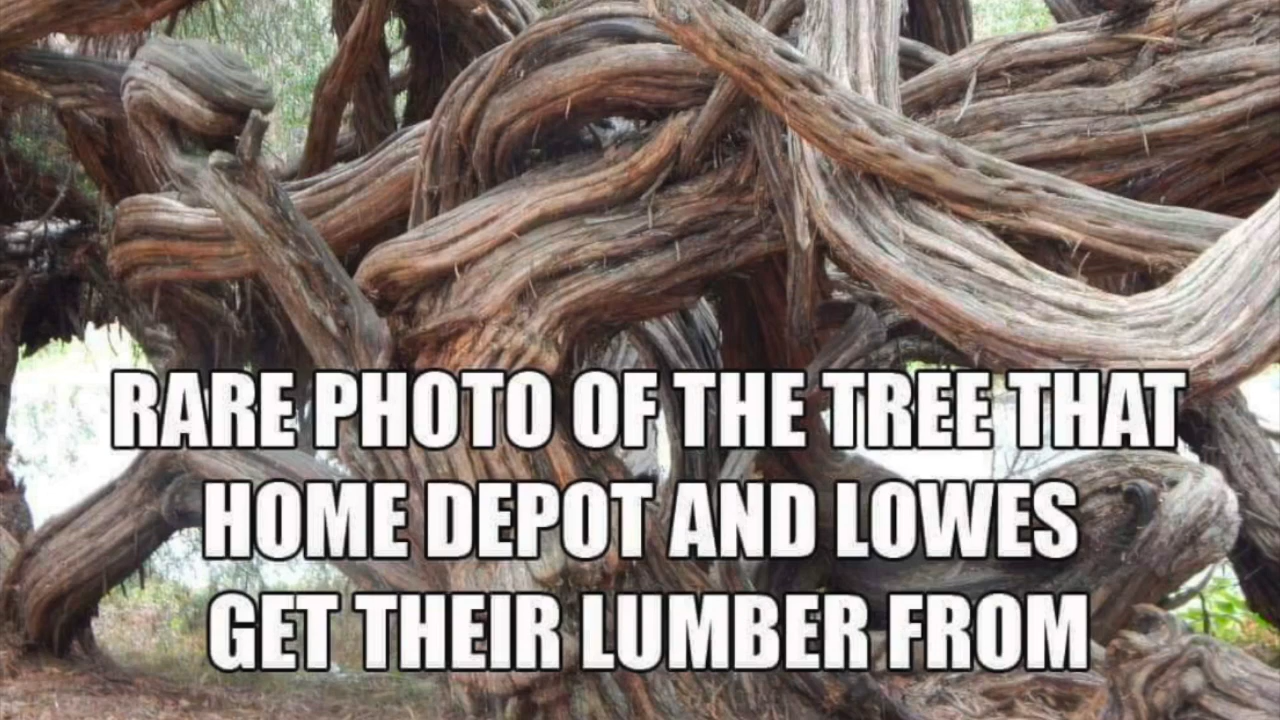 RARE PHOTO OF THE TREE THAT
HOME DEPOT AND LOWES
GET THEIR LUMBER FROM